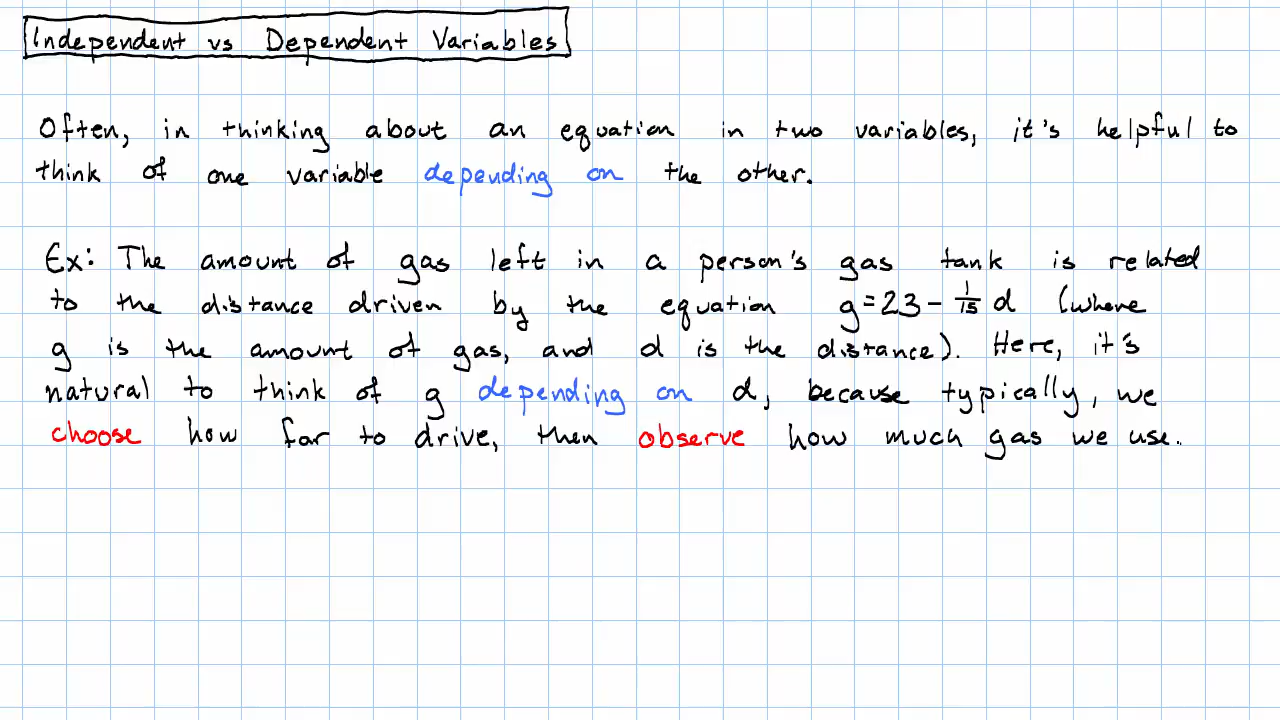 Independent vs Dependent Variables
Often, in thinking about an equation in two variables, it's helpful to
think of one variable depending on the other.
Ex: The amount of gas left in a person's gas tank is related
to the distance driven by the equation g=23-1/15 d (where
g is the amount of gas, and d is the distance). Here, it's
natural to think of g depending on d, because typically, we
choose how far to drive, then observe how much gas we use.